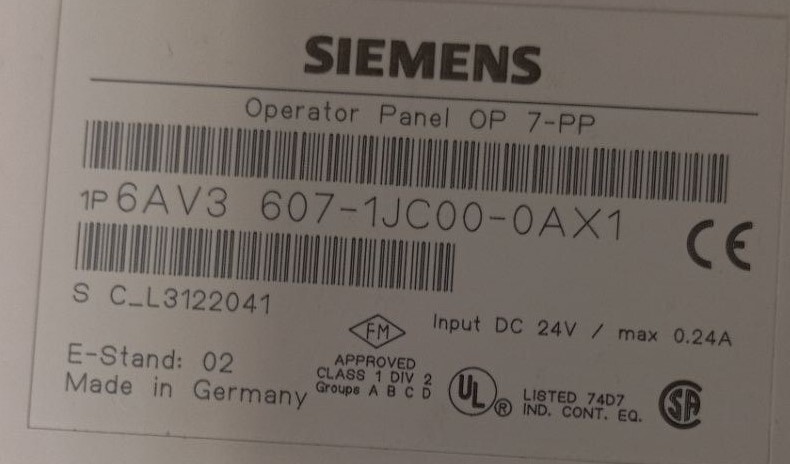 SIEMENS
Operator Panel OP 7-PP
1P 6AV3 607-1JC00-0AX1
CE
S C_L3122041
FM
Input DC 24V / max 0.24A
E-Stand: 02
Made in Germany
APPROVED
CLASS 1 DIV 2
Groups A B C D
UL ®
LISTED 74D7
IND. CONT. EQ.
SA